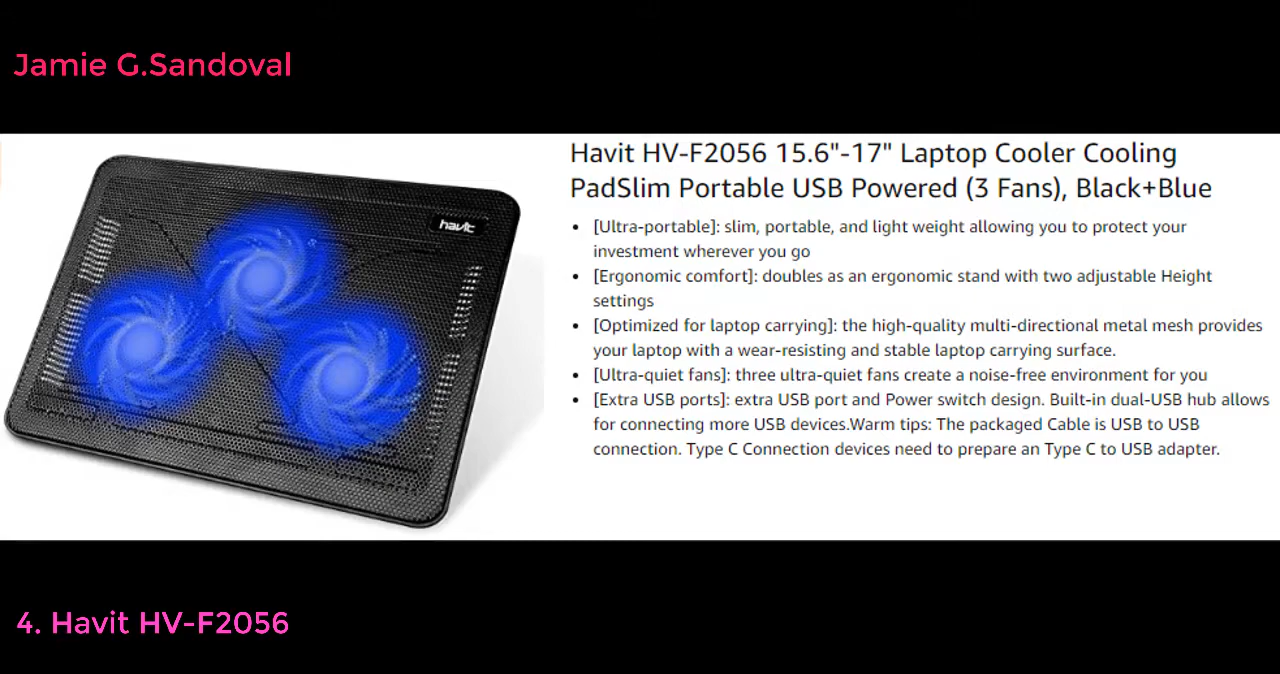 Jamie G.Sandoval
havit
Havit HV-F2056 15.6"-17" Laptop Cooler Cooling
PadSlim Portable USB Powered (3 Fans), Black+Blue
• [Ultra-portable]: slim, portable, and light weight allowing you to protect your
investment wherever you go
• [Ergonomic comfort]: doubles as an ergonomic stand with two adjustable Height
settings
• [Optimized for laptop carrying]: the high-quality multi-directional metal mesh provides
your laptop with a wear-resisting and stable laptop carrying surface.
• [Ultra-quiet fans]: three ultra-quiet fans create a noise-free environment for you
• [Extra USB ports]: extra USB port and Power switch design. Built-in dual-USB hub allows
for connecting more USB devices.Warm tips: The packaged Cable is USB to USB
connection. Type C Connection devices need to prepare an Type C to USB adapter.
4. Havit HV-F2056